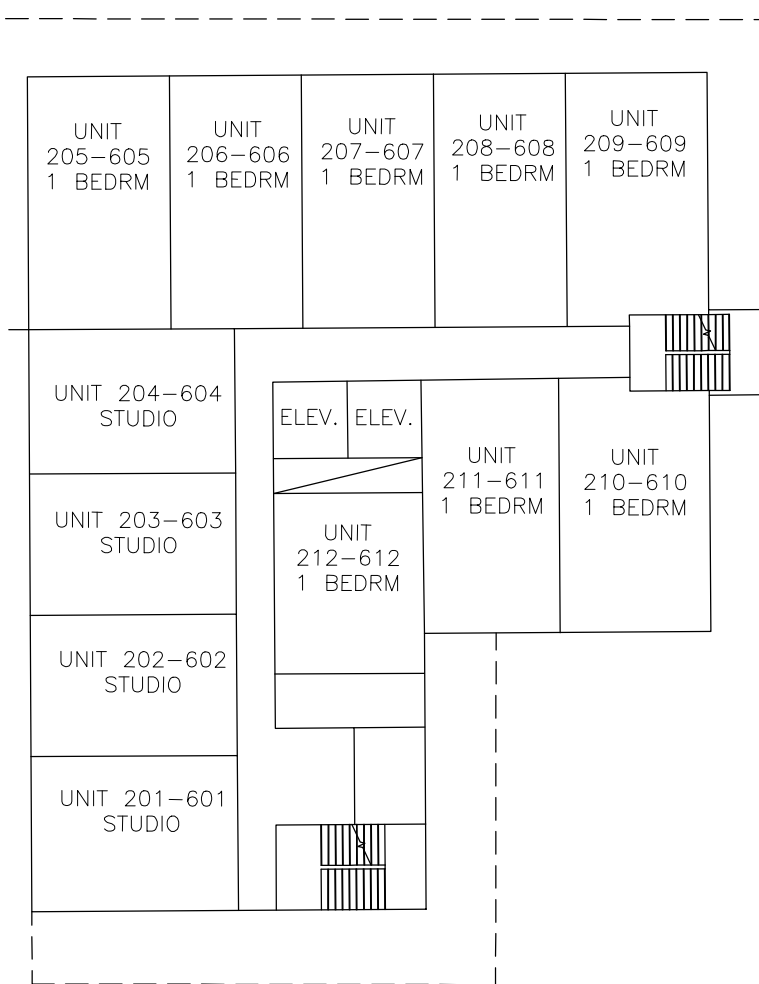 UNIT
205-605
1 BEDRM
UNIT
206-606
1 BEDRM
UNIT
207-607
1 BEDRM
UNIT
208-608
1 BEDRM
UNIT
209-609
1 BEDRM
UNIT 204-604
STUDIO
ELEV.
ELEV.
UNIT
211-611
1 BEDRM
UNIT
210-610
1 BEDRM
UNIT 203-603
STUDIO
UNIT
212-612
1 BEDRM
UNIT 202-602
STUDIO
UNIT 201-601
STUDIO